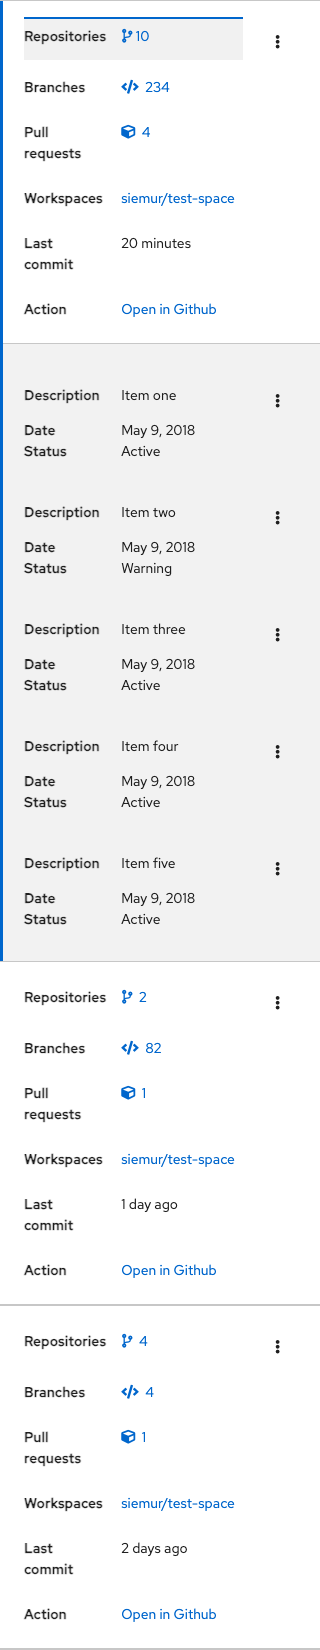 Repositories 10
Branches 234
Pull requests 4
Workspaces siemur/test-space
Last commit 20 minutes
Action Open in Github
Description Item one
Date May 9, 2018
Status Active
Description Item two
Date May 9, 2018
Status Warning
Description Item three
Date May 9, 2018
Status Active
Description Item four
Date May 9, 2018
Status Active
Description Item five
Date May 9, 2018
Status Active
Repositories 2
Branches 82
Pull requests 1
Workspaces siemur/test-space
Last commit 1 day ago
Action Open in Github
Repositories 4
Branches 4
Pull requests 1
Workspaces siemur/test-space
Last commit 2 days ago
Action Open in Github